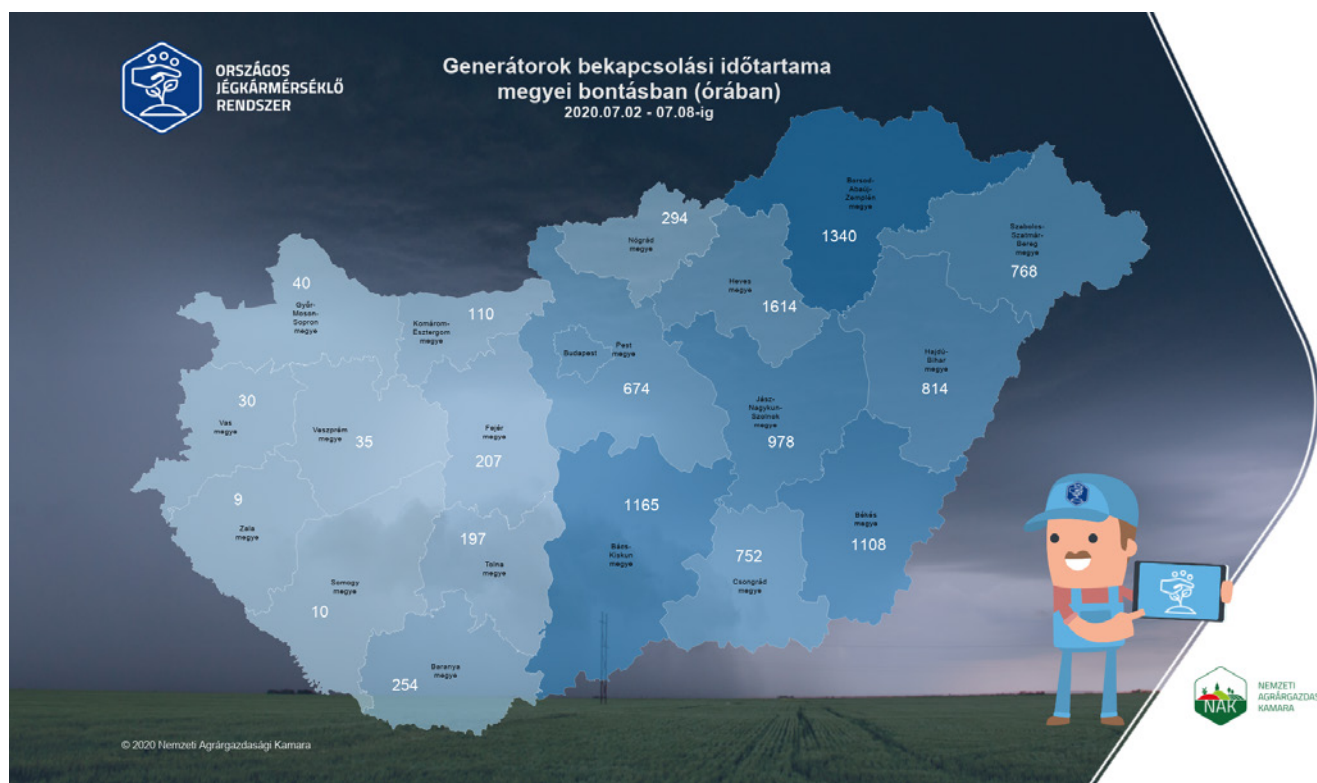 ORSZÁGOS
JÉGKÁRMÉRSÉKLŐ
RENDSZER
Generátorok bekapcsolási időtartama
megyei bontásban (órában)
2020.07.02 - 07.08-ig
Borsod-
Abaúj-
Zemplén
megye
1340
294
Nógrád
megye
Szabolcs-
Szatmár-
Bereg
megye
768
Heves
megye
1614
40
Győr-
Moson-
Sopron
megye
110
Komárom-
Esztergom
megye
Budapest
Pest
megye
674
Hajdú-
Bihar
megye
814
30
Vas
megye
Veszprém
megye
35
Fejér
megye
207
Jász-
Nagykun-
Szolnok
megye
978
9
Zala
megye
1165
Bács-
Kiskun
megye
Békés
megye
1108
197
Tolna
megye
752
Csongrád
megye
Somogy
megye
10
Baranya
megye
254
NAK
NEMZETI
AGRÁRGAZDAS
KAMARA
© 2020 Nemzeti Agrárgazdasági Kamara